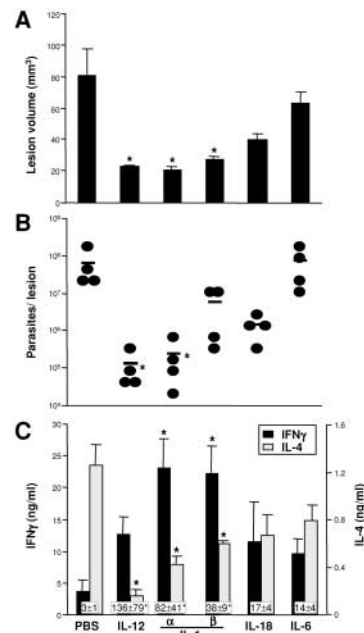 A
Lesion volume (mm³)
100
80
60
40
20
0
* * *
B
Parasites/ lesion
10⁹
10⁸
10⁷
10⁶
10⁵
10⁴
* *
C
IFNγ (ng/ml)
30
25
20
15
10
5
0
IFNγ
IL-4
1.6
1.2
0.8
0.4
0
IL-4 (ng/ml)
* * * * *
3±1 136±79* 82±41* 38±9* 17±4 14±4
PBS IL-12 α β IL-18 IL-6